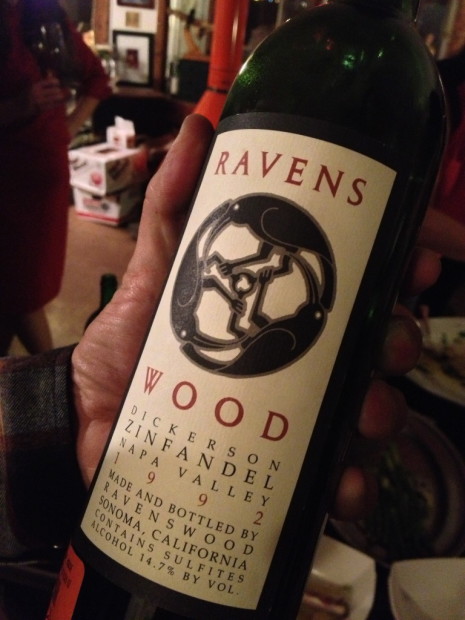 RAVENS
WOOD
DICKERSON
ZINFANDEL
NAPA VALLEY
1992
MADE AND BOTTLED BY
RAVENSWOOD
SONOMA, CALIFORNIA
CONTAINS SULFITES
ALCOHOL 14.7% BY VOL.